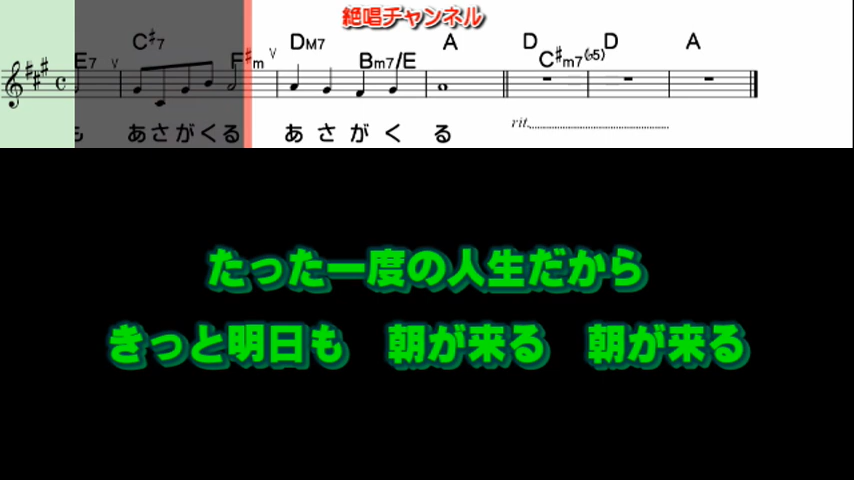 絶唱チャンネル
E7 C♯7 F♯m DM7 Bm7/E A D C♯m7(♭5) D A
も あさがくる あさがく る
rit.
たった一度の人生だから
きっと明日も 朝が来る 朝が来る